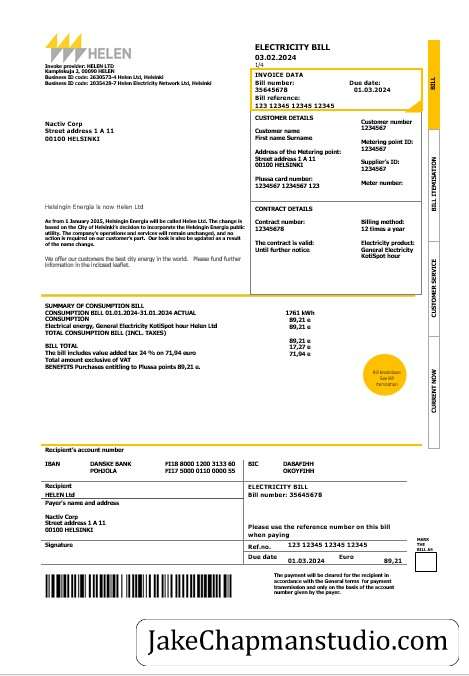 HELEN
Invoice provider: HELEN LTD
Kampinkuja 2, 00090 HELEN
Business ID code: 2630573-4 Helen Ltd, Helsinki
Business ID code: 2035428-7 Helen Electricity Network Ltd, Helsinki
ELECTRICITY BILL
03.02.2024
1/4
INVOICE DATA
Bill number: Due date:
35645678 01.03.2024
Bill reference:
123 12345 12345 12345
Nactiv Corp
Street address 1 A 11
00100 HELSINKI
CUSTOMER DETAILS
Customer name
First name Surname
Address of the Metering point:
Street address 1 A 11
00100 HELSINKI
Plussa card number:
1234567 1234567 123
Customer number
1234567
Metering point ID:
1234567
Supplier's ID:
1234567
Meter number:
Helsingin Energia is now Helen Ltd
As from 1 January 2015, Helsingin Energia will be called Helen Ltd. The change is
based on the City of Helsinki's decision to incorporate the Helsingin Energia public
utility. The company's operations and services will remain unchanged, and no
action is required on our customer's part. Our look is also be updated as a result
of the name change.
We offer our customers the best city energy in the world. Please fund further
information in the inclosed leaflet.
CONTRACT DETAILS
Contract number:
12345678
The contract is valid:
Until further notice
Billing method:
12 times a year
Electricity product:
General Electricity
KotiSpot hour
BILL
BILL ITEMISATION
CUSTOMER SERVICE
CURRENT NOW
SUMMARY OF CONSUMPTION BILL
CONSUMPTION BILL 01.01.2024-31.01.2024 ACTUAL 1761 kWh
CONSUMPTION 89,21 e
Electrical energy, General Electricity KotiSpot hour Helen Ltd 89,21 e
TOTAL CONSUMPTION BILL (INCL. TAXES)
89,21 e
BILL TOTAL 17,27 e
The bill includes value added tax 24 % on 71,94 euro 71,94 e
Total amount exclusive of VAT
BENEFITS Purchases entitling to Plussa points 89,21 e.
Recipient's account number
IBAN DANSKE BANK FI18 8000 1200 3133 60 BIC DABAFIHH
POHJOLA FI17 5000 0110 0000 55 OKOYFIHH
Recipient
HELEN Ltd
Payer's name and address
Nactiv Corp
Street address 1 A 11
00100 HELSINKI
Signature
ELECTRICITY BILL
Bill number: 35645678
Please use the reference number on this bill
when paying
Ref.no. 123 12345 12345 12345
Due date 01.03.2024 Euro 89,21
MARK
THE
BILL AS
The payment will be cleared for the recipient in
accordance with the General terms for payment
transmission and only on the basis of the account
number given by the payer.
JakeChapmanstudio.com